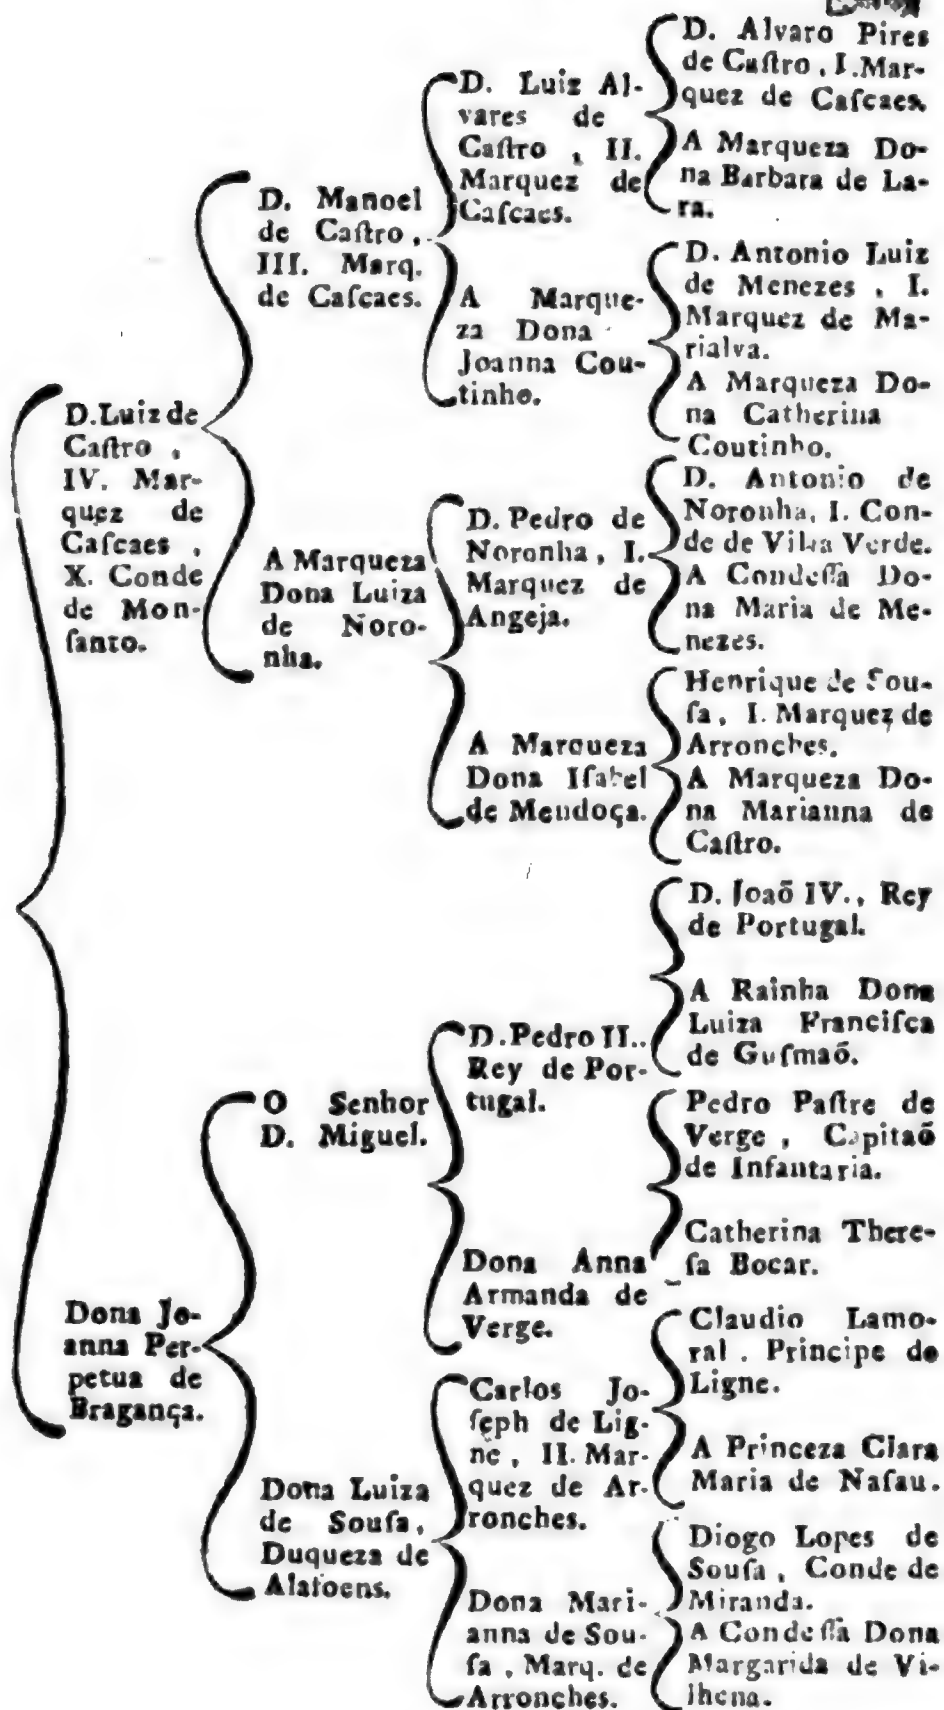 D. Luiz de
Caſtro ,
IV. Mar-
quez de
Caſcaes ,
X. Conde
de Mon-
ſanto.
Dona Jo-
anna Per-
petua de
Bragança.
D. Manoel
de Caſtro ,
III. Marq.
de Caſcaes.
A Marqueza
Dona Luiza
de Noro-
nha.
O Senhor
D. Miguel.
Dona Luiza
de Souſa,
Duqueza de
Alafoens.
D. Luiz Al-
vares de
Caſtro , II.
Marquez de
Caſcaes.
A Marque-
za Dona
Joanna Cou-
tinho.
D. Pedro de
Noronha, I.
Marquez de
Angeja.
A Marqueza
Dona Iſabel
de Mendoça.
D. Pedro II..
Rey de Por-
tugal.
Dona Anna
Armanda de
Verge.
Carlos Jo-
ſeph de Lig-
ne , II. Mar-
quez de Ar-
ronches.
Dona Mari-
anna de Sou-
ſa , Marq. de
Arronches.
D. Alvaro Pires
de Caſtro, I. Mar-
quez de Caſcaes.
A Marqueza Do-
na Barbara de La-
ra.
D. Antonio Luiz
de Menezes , I.
Marquez de Ma-
rialva.
A Marqueza Do-
na Catherina
Coutinho.
D. Antonio de
Noronha, I. Con-
de de Villa Verde.
A Condeſſa Do-
na Maria de Me-
nezes.
Henrique de Sou-
ſa, I. Marquez de
Arronches.
A Marqueza Do-
na Marianna de
Caſtro.
D. Joaõ IV., Rey
de Portugal.
A Rainha Dona
Luiza Franciſca
de Guſmaõ.
Pedro Paſtre de
Verge , Capitaõ
de Infantaria.
Catherina There-
ſa Bocar.
Claudio Lamo-
ral . Principe de
Ligne.
A Princeza Clara
Maria de Naſau.
Diogo Lopes de
Souſa , Conde de
Miranda.
A Condeſſa Dona
Margarida de Vi-
lhena.